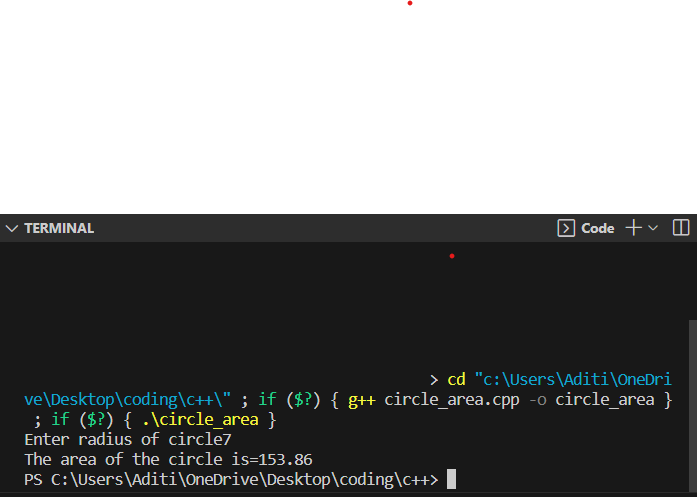 TERMINAL
Code
> cd "c:\Users\Aditi\OneDri
ve\Desktop\coding\c++\" ; if ($?) { g++ circle_area.cpp -o circle_area }
; if ($?) { .\circle_area }
Enter radius of circle7
The area of the circle is=153.86
PS C:\Users\Aditi\OneDrive\Desktop\coding\c++>